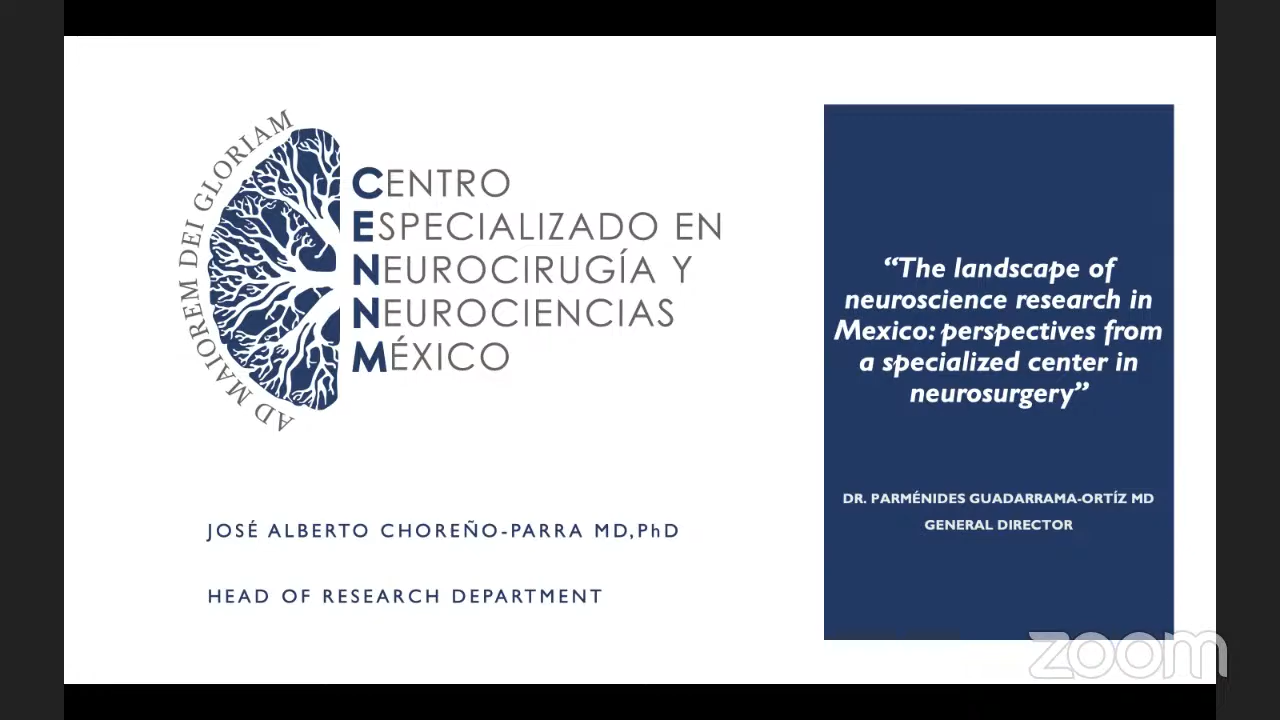 AD MAIOREM DEI GLORIAM
CENTRO
ESPECIALIZADO EN
NEUROCIRUGÍA Y
NEUROCIENCIAS
MÉXICO
JOSÉ ALBERTO CHOREÑO-PARRA MD,PhD
HEAD OF RESEARCH DEPARTMENT
“The landscape of
neuroscience research in
Mexico: perspectives from
a specialized center in
neurosurgery”
DR. PARMÉNIDES GUADARRAMA-ORTÍZ MD
GENERAL DIRECTOR
zoom